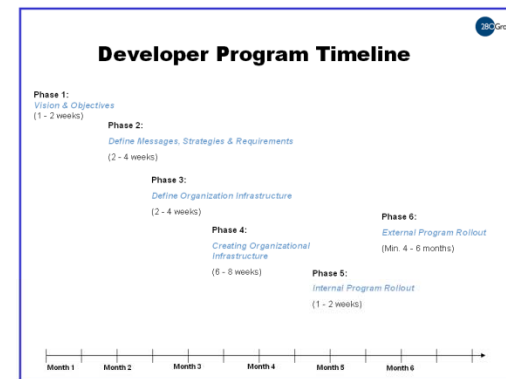 280Gro
Developer Program Timeline
Phase 1:
Vision & Objectives
(1 - 2 weeks)
Phase 2:
Define Messages, Strategies & Requirements
(2 - 4 weeks)
Phase 3:
Define Organization Infrastructure
(2 - 4 weeks)
Phase 4:
Creating Organizational
Infrastructure
(6 - 8 weeks)
Phase 5:
Internal Program Rollout
(1 - 2 weeks)
Phase 6:
External Program Rollout
(Min. 4 - 6 months)
Month 1 Month 2 Month 3 Month 4 Month 5 Month 6